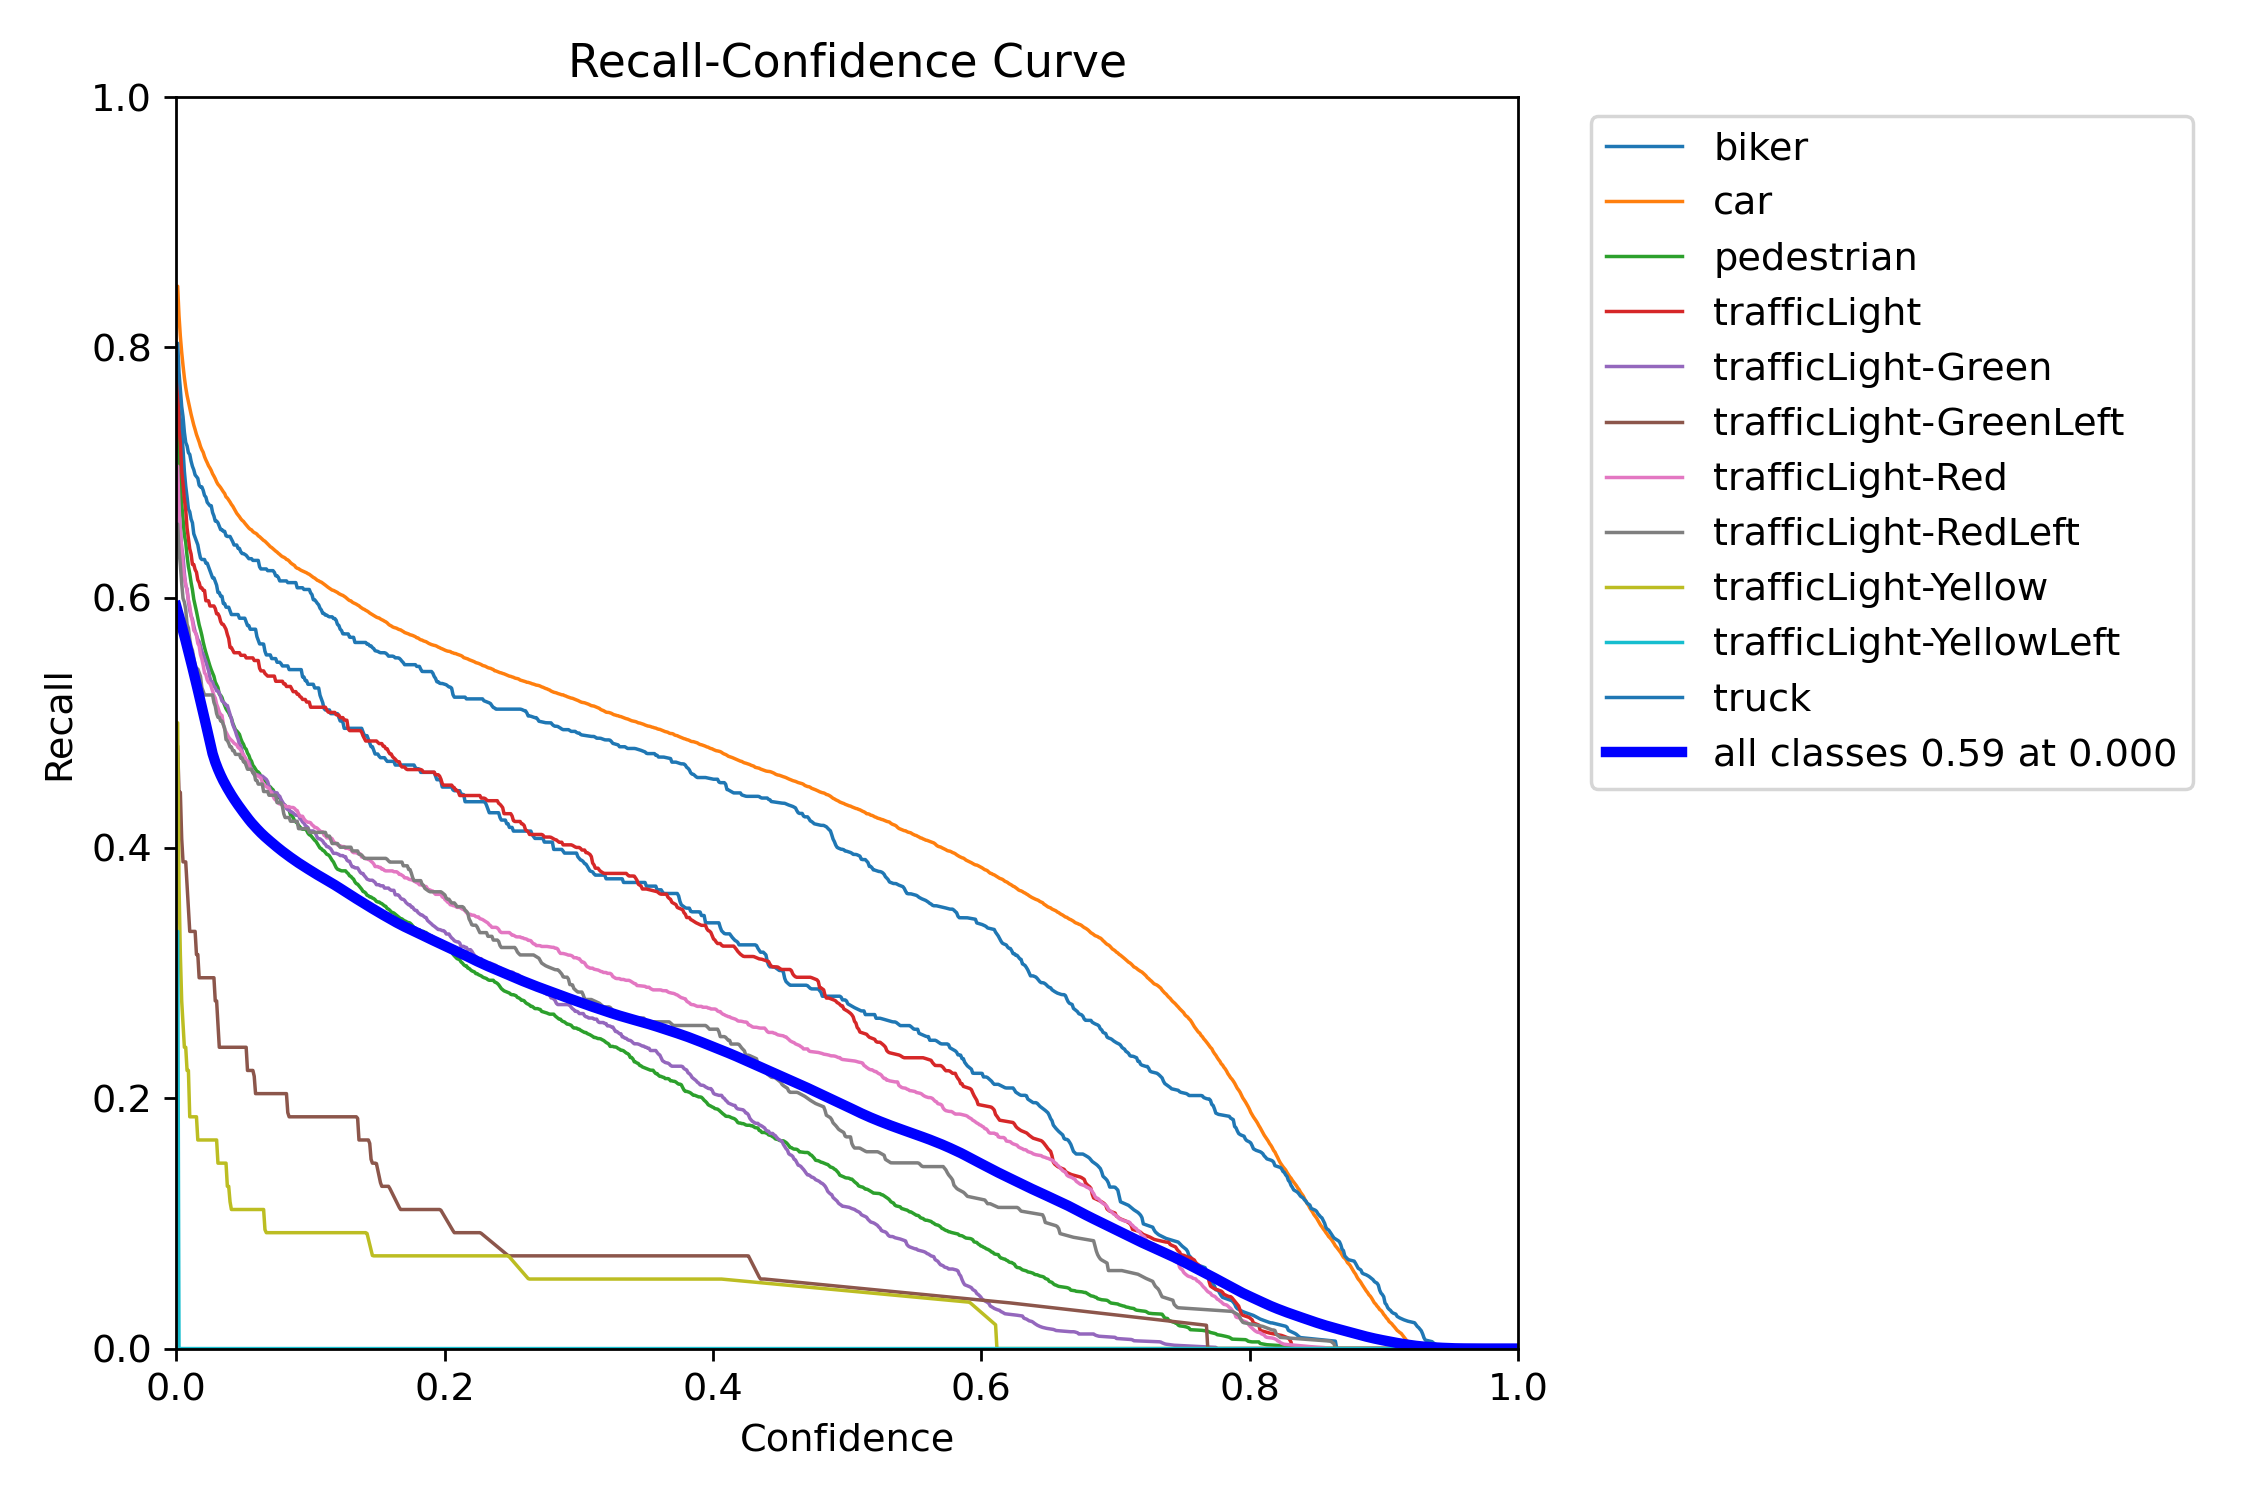 Recall-Confidence Curve
1.0
0.8
0.6
0.4
0.2
0.0
Recall
0.0 0.2 0.4 0.6 0.8 1.0
Confidence
biker
car
pedestrian
trafficLight
trafficLight-Green
trafficLight-GreenLeft
trafficLight-Red
trafficLight-RedLeft
trafficLight-Yellow
trafficLight-YellowLeft
truck
all classes 0.59 at 0.000